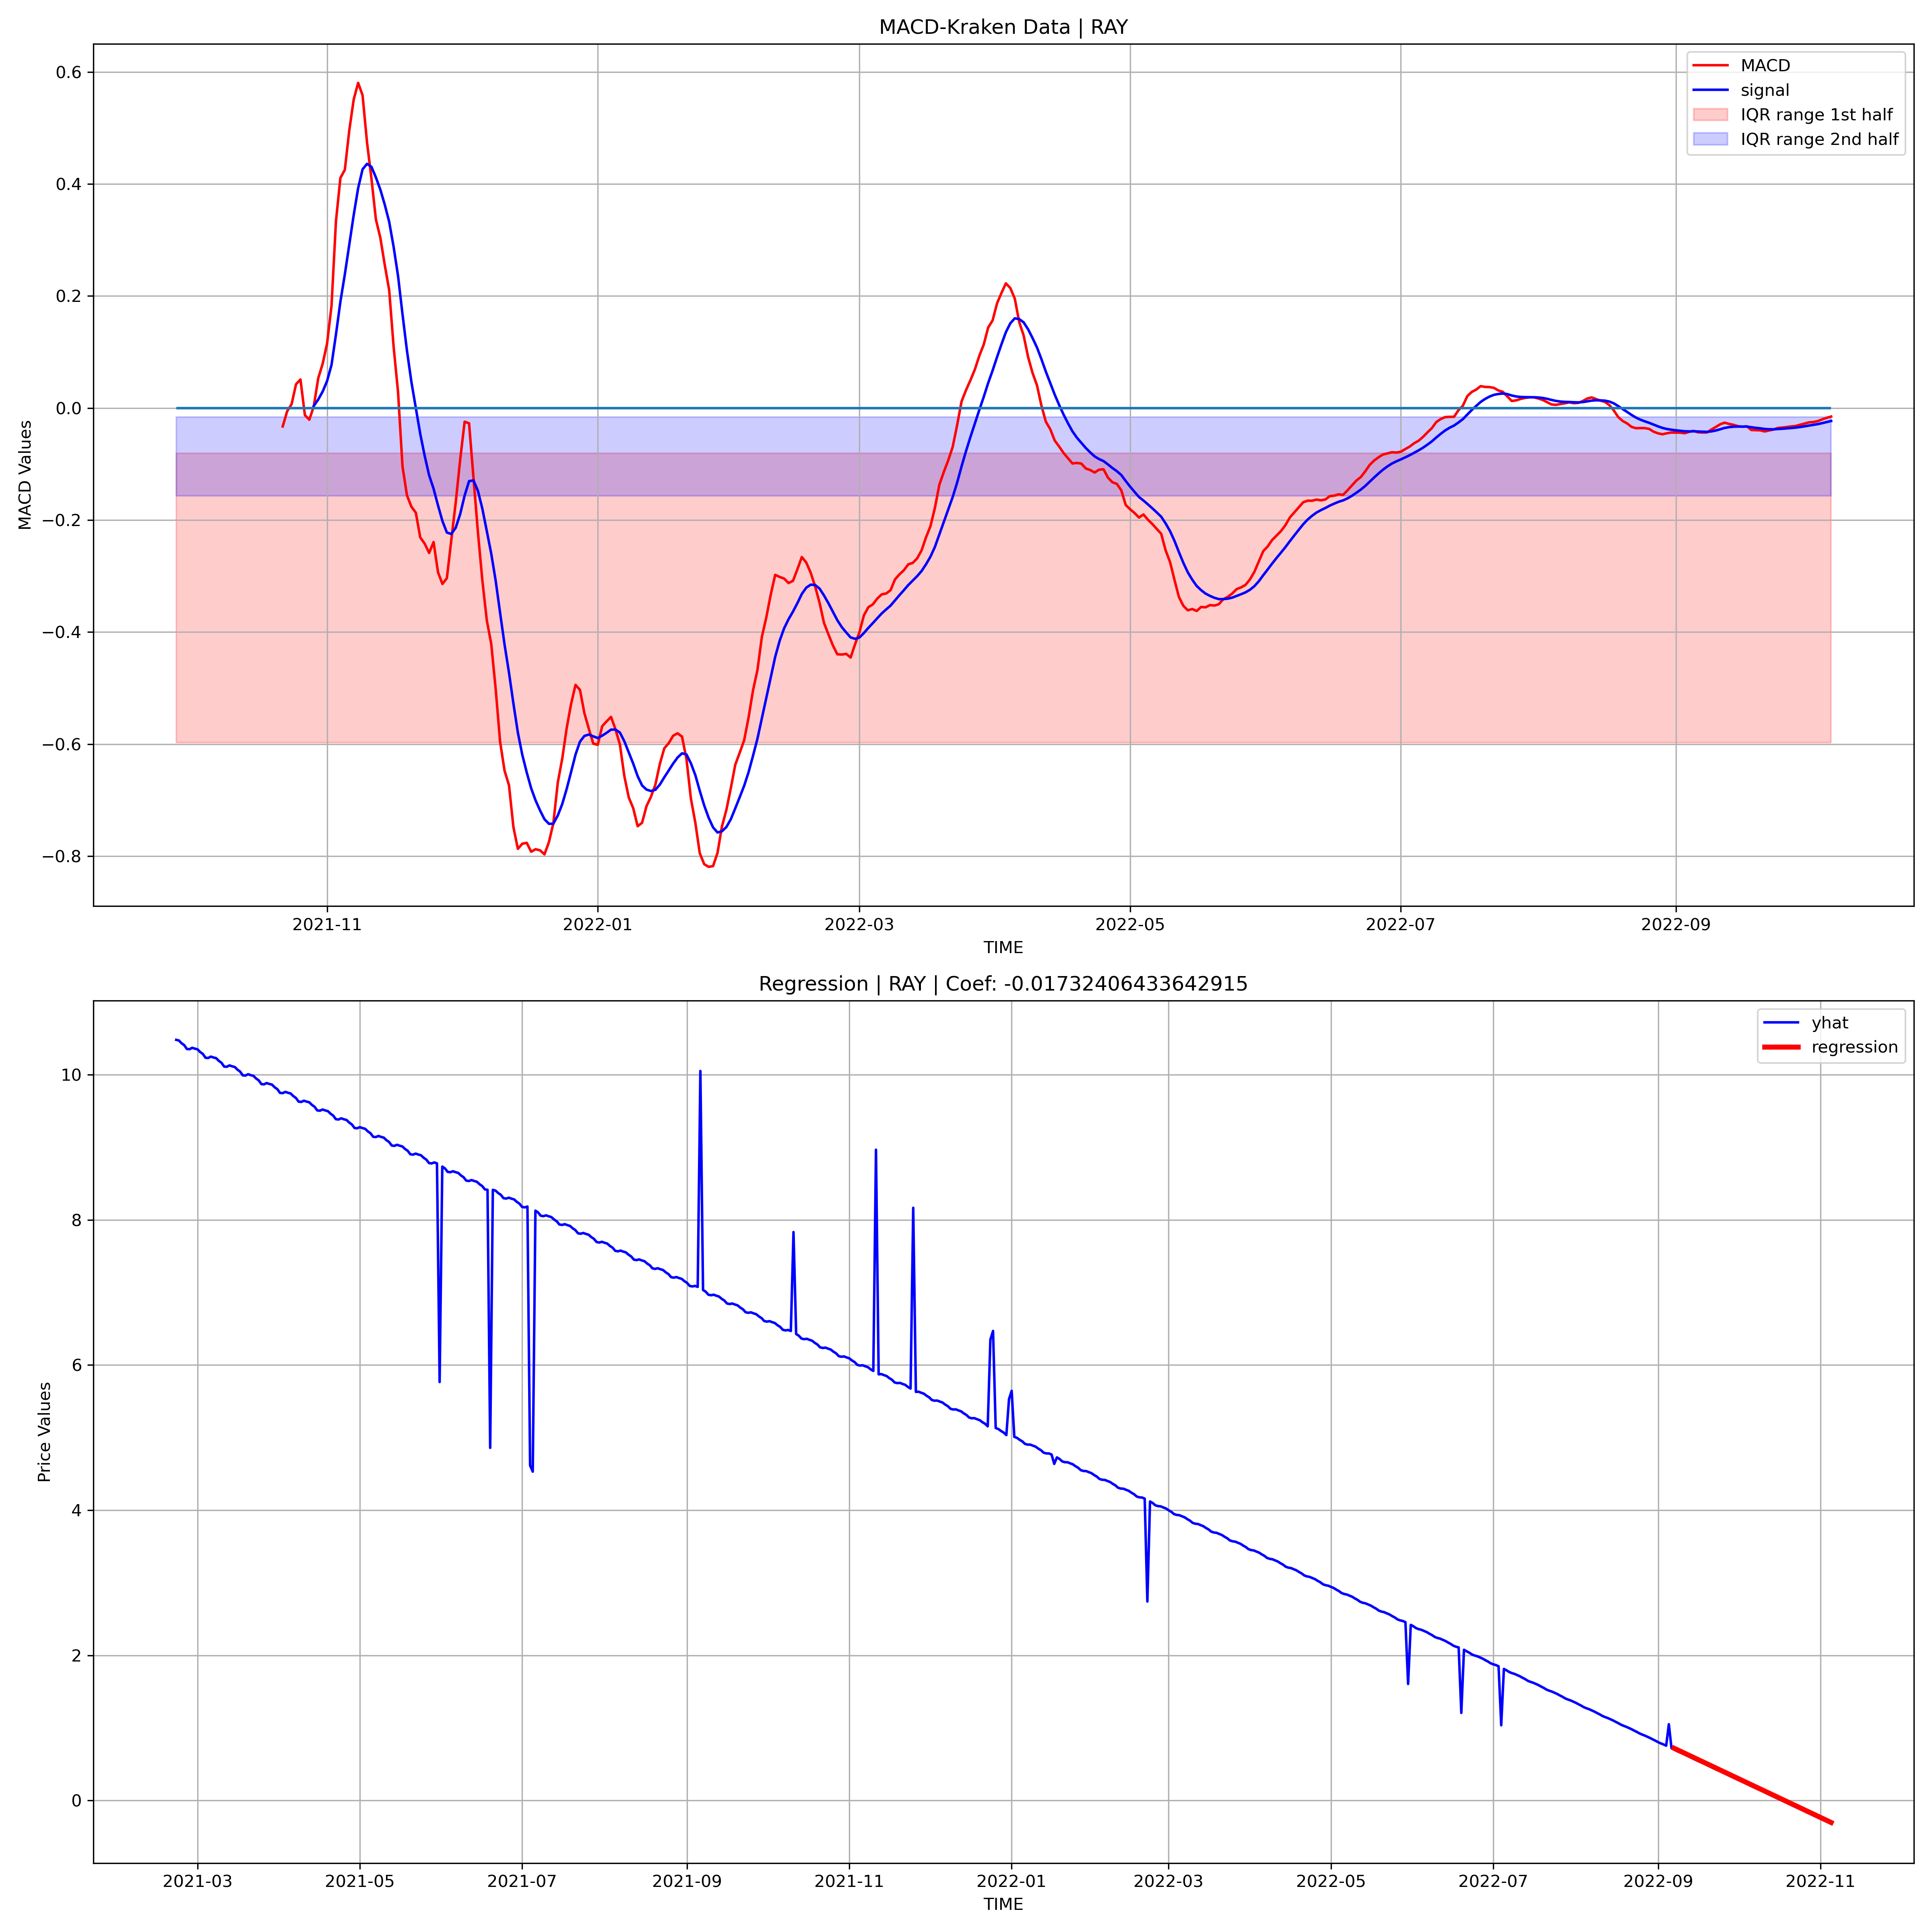 MACD-Kraken Data | RAY
MACD
signal
IQR range 1st half
IQR range 2nd half
0.6
0.4
0.2
0.0
−0.2
−0.4
−0.6
−0.8
MACD Values
2021-11
2022-01
2022-03
2022-05
2022-07
2022-09
TIME
Regression | RAY | Coef: -0.01732406433642915
yhat
regression
10
8
6
4
2
0
Price Values
2021-03
2021-05
2021-07
2021-09
2021-11
2022-01
2022-03
2022-05
2022-07
2022-09
2022-11
TIME